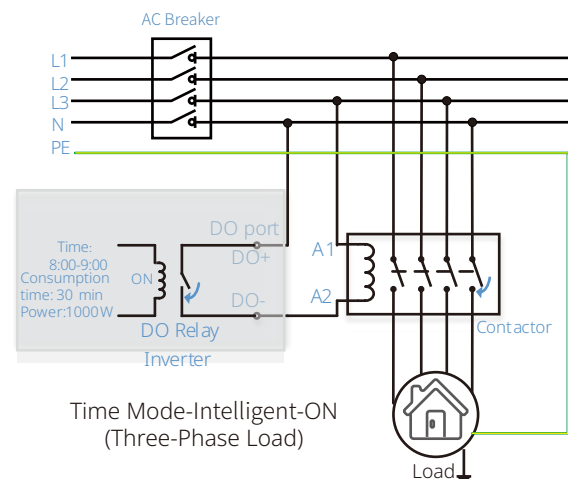 AC Breaker
L1
L2
L3
N
PE
DO port
DO+
Time:
8:00-9:00
Consumption
time: 30 min
Power:1000W
ON
DO-
DO Relay
Inverter
A1
A2
Contactor
Time Mode-Intelligent-ON
(Three-Phase Load)
Load